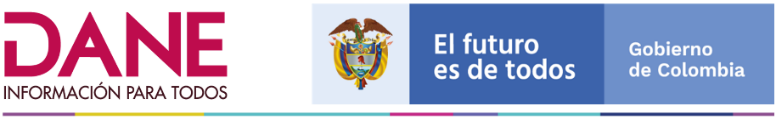 DANE
INFORMACIÓN PARA TODOS
El futuro
es de todos
Gobierno
de Colombia